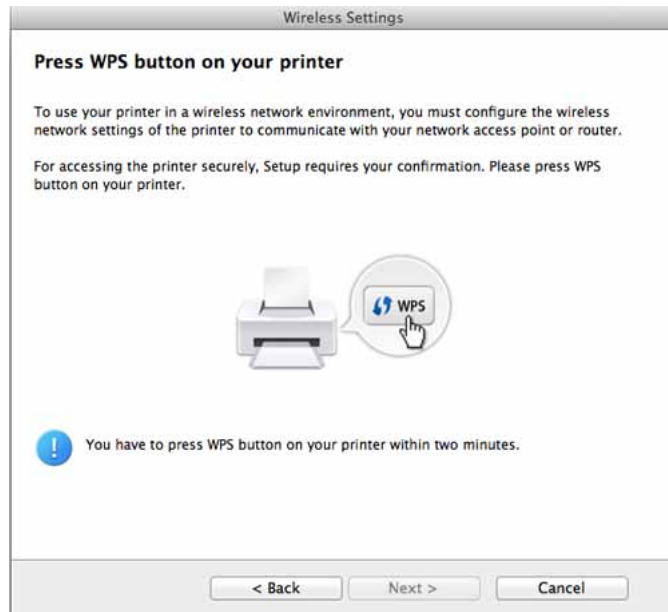 Wireless Settings
Press WPS button on your printer
To use your printer in a wireless network environment, you must configure the wireless
network settings of the printer to communicate with your network access point or router.
For accessing the printer securely, Setup requires your confirmation. Please press WPS
button on your printer.
WPS
You have to press WPS button on your printer within two minutes.
< Back
Next >
Cancel